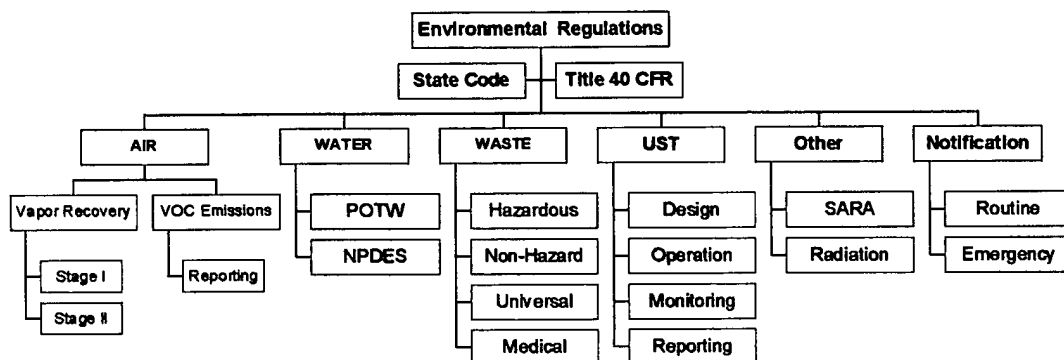 Environmental Regulations
State Code
Title 40 CFR
AIR
WATER
WASTE
UST
Other
Notification
Vapor Recovery
VOC Emissions
Stage I
Stage II
Reporting
POTW
NPDES
Hazardous
Non-Hazard
Universal
Medical
Design
Operation
Monitoring
Reporting
SARA
Radiation
Routine
Emergency